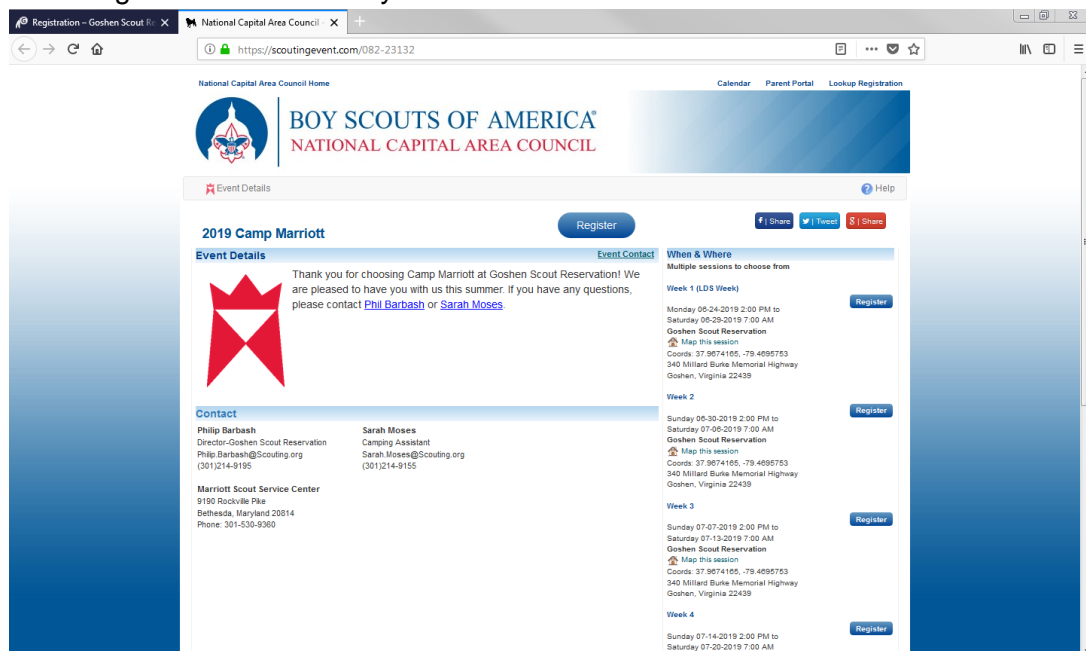 Registration – Goshen Scout Re
National Capital Area Council -
https://scoutingevent.com/082-23132
National Capital Area Council Home
Calendar Parent Portal Lookup Registration
BOY SCOUTS OF AMERICA®
NATIONAL CAPITAL AREA COUNCIL
Event Details
Help
2019 Camp Marriott
Register
f | Share
| Tweet
8 | Share
Event Details
Event Contact
Thank you for choosing Camp Marriott at Goshen Scout Reservation! We
are pleased to have you with us this summer. If you have any questions,
please contact Phil Barbash or Sarah Moses.
Contact
Philip Barbash
Director-Goshen Scout Reservation
Philip.Barbash@Scouting.org
(301)214-9195
Sarah Moses
Camping Assistant
Sarah.Moses@Scouting.org
(301)214-9155
Marriott Scout Service Center
9190 Rockville Pike
Bethesda, Maryland 20814
Phone: 301-530-9360
When & Where
Multiple sessions to choose from
Week 1 (LDS Week)
Register
Monday 06-24-2019 2:00 PM to
Saturday 06-29-2019 7:00 AM
Goshen Scout Reservation
Map this session
Coords: 37.9674165, -79.4695753
340 Millard Burke Memorial Highway
Goshen, Virginia 22439
Week 2
Register
Sunday 06-30-2019 2:00 PM to
Saturday 07-06-2019 7:00 AM
Goshen Scout Reservation
Map this session
Coords: 37.9674165, -79.4695753
340 Millard Burke Memorial Highway
Goshen, Virginia 22439
Week 3
Register
Sunday 07-07-2019 2:00 PM to
Saturday 07-13-2019 7:00 AM
Goshen Scout Reservation
Map this session
Coords: 37.9674165, -79.4695753
340 Millard Burke Memorial Highway
Goshen, Virginia 22439
Week 4
Register
Sunday 07-14-2019 2:00 PM to
Saturday 07-20-2019 7:00 AM